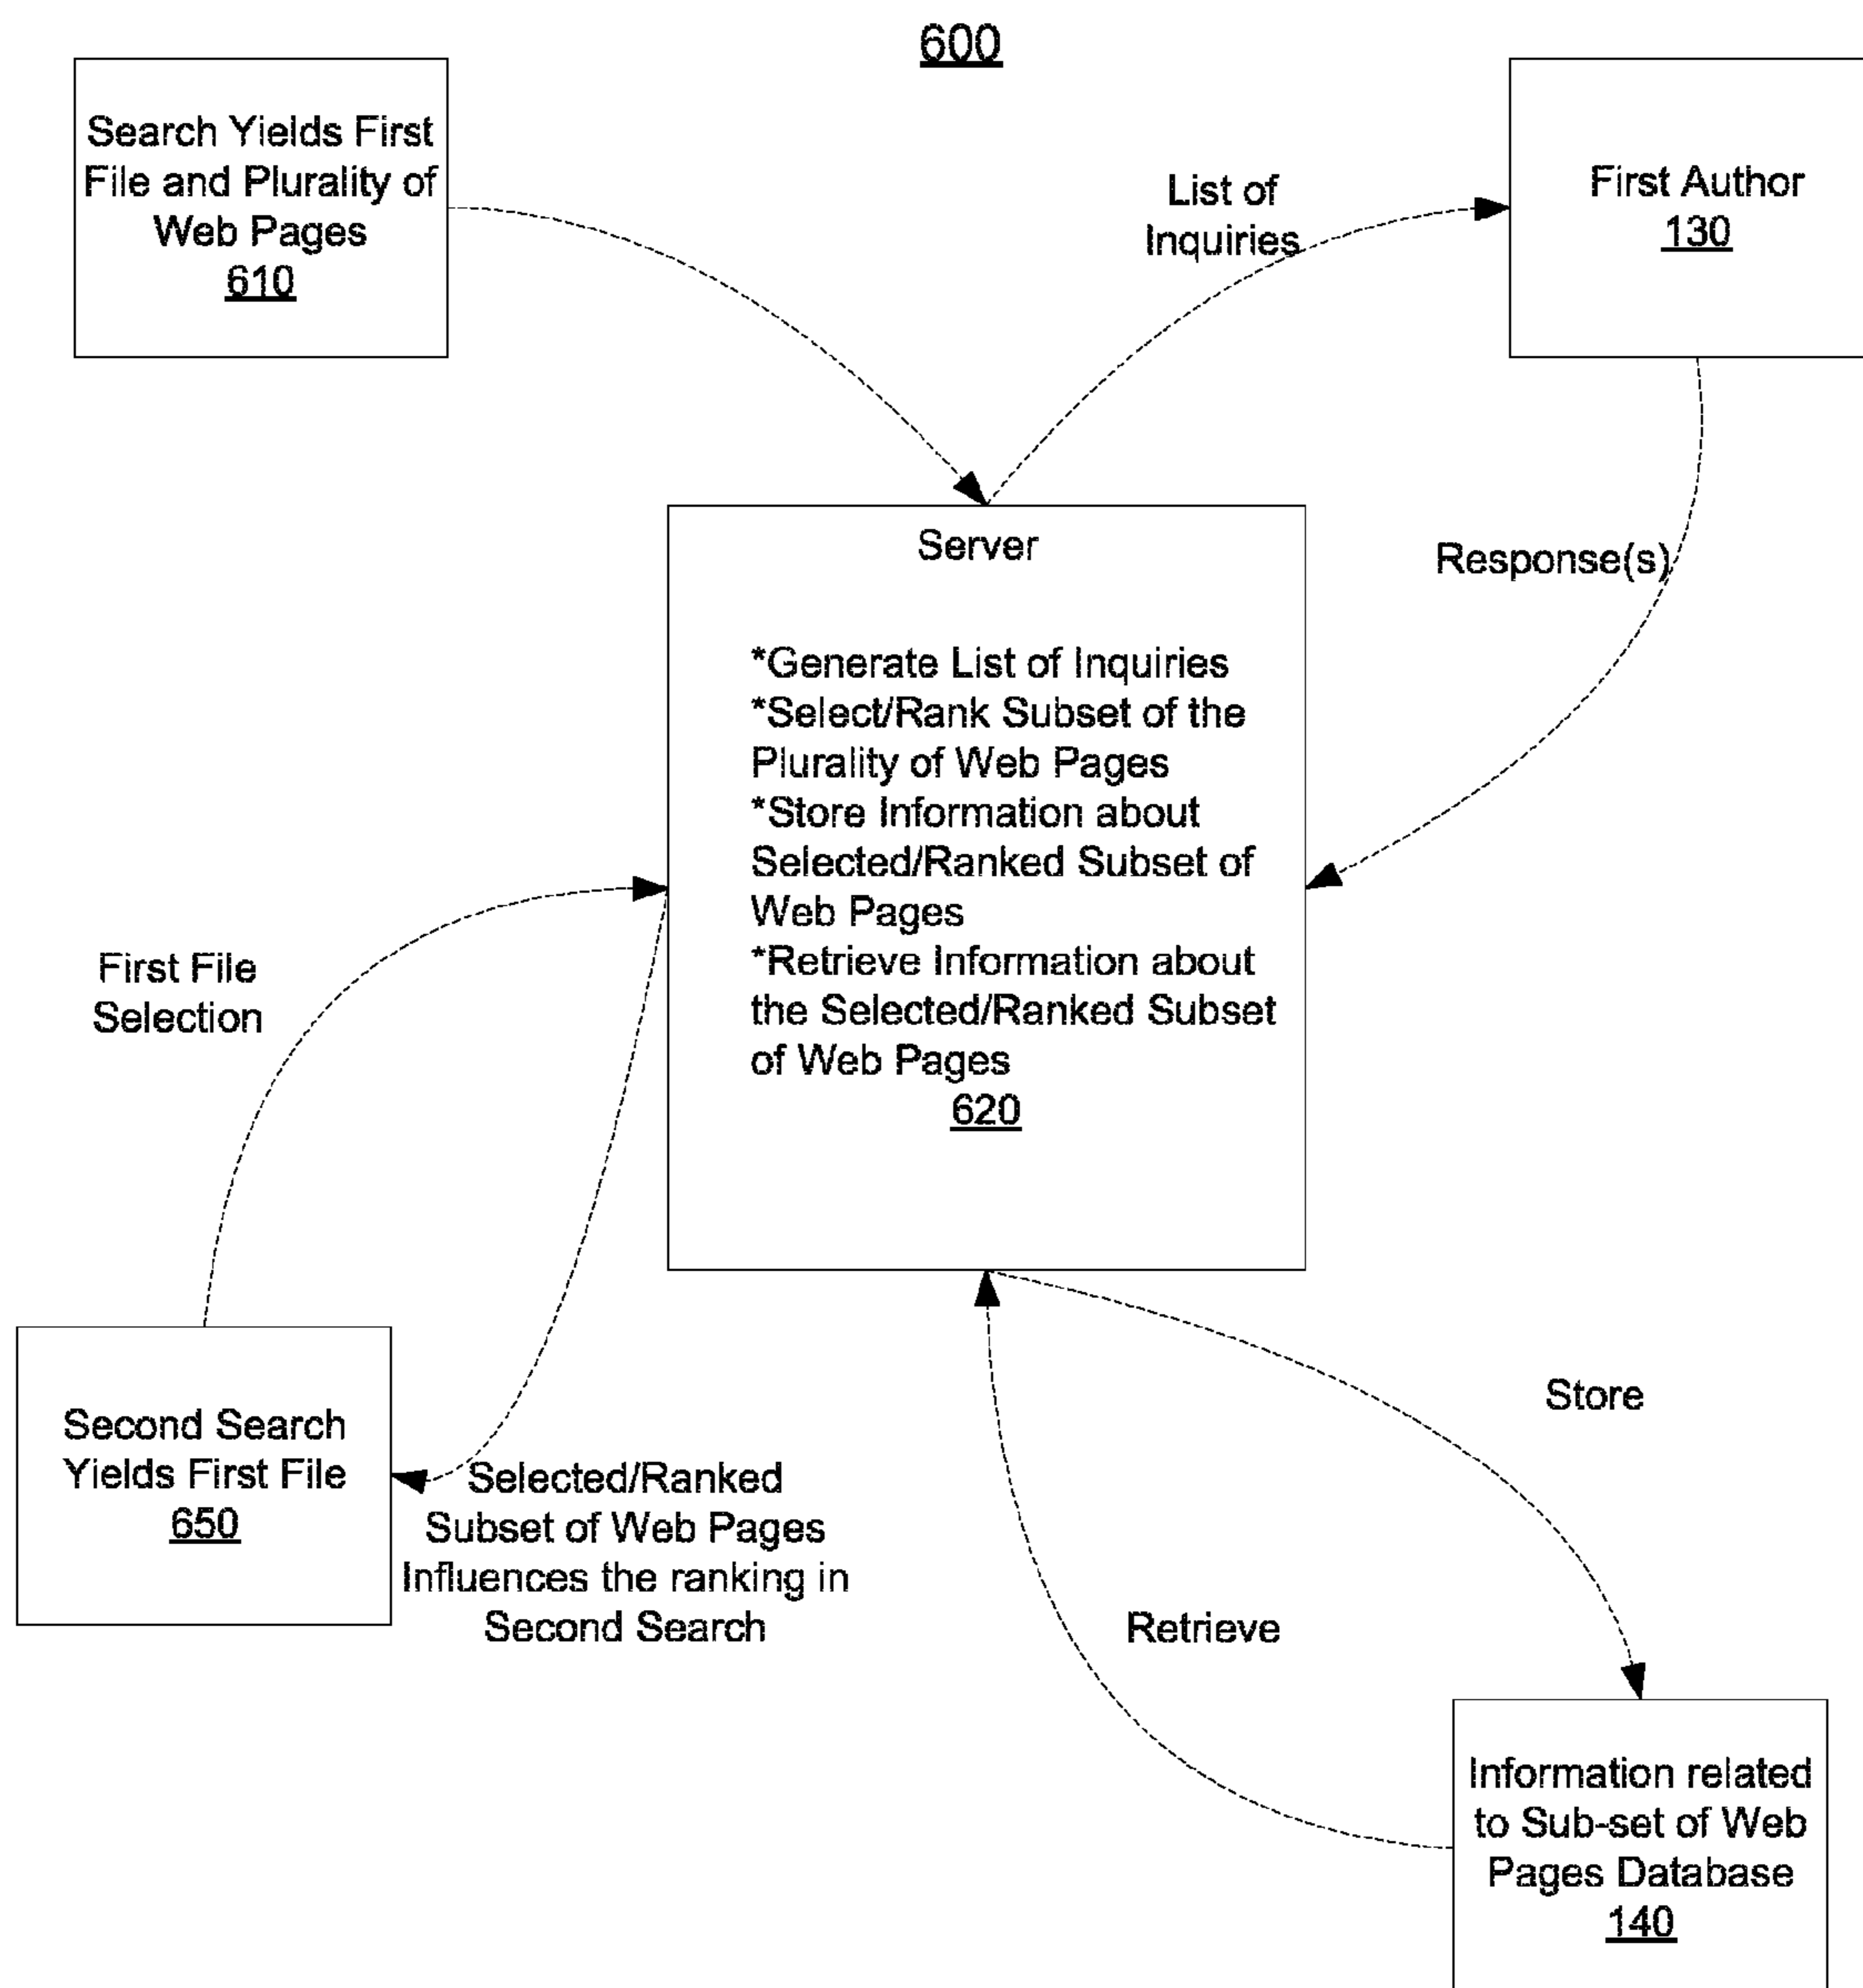 600
Search Yields First
File and Plurality of
Web Pages
610
List of
Inquiries
First Author
130
Server
*Generate List of Inquiries
*Select/Rank Subset of the
Plurality of Web Pages
*Store Information about
Selected/Ranked Subset of
Web Pages
*Retrieve Information about
the Selected/Ranked Subset
of Web Pages
620
Response(s)
First File
Selection
Second Search
Yields First File
650
Selected/Ranked
Subset of Web Pages
Influences the ranking in
Second Search
Store
Retrieve
Information related
to Sub-set of Web
Pages Database
140